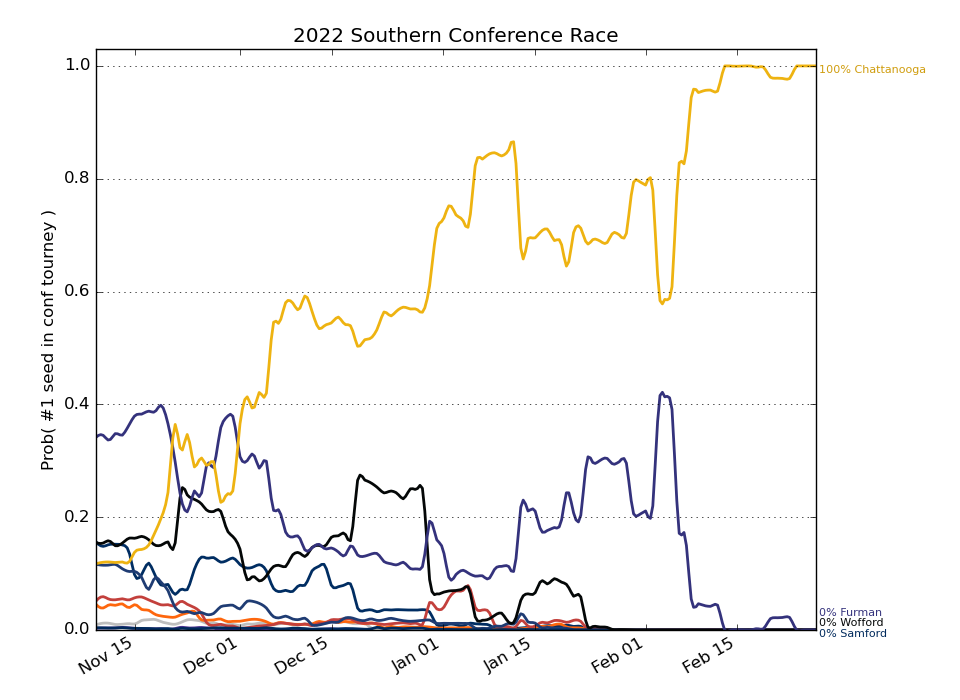 2022 Southern Conference Race
Prob( #1 seed in conf tourney )
1.0
0.8
0.6
0.4
0.2
0.0
Nov 15
Dec 01
Dec 15
Jan 01
Jan 15
Feb 01
Feb 15
100% Chattanooga
0% Furman
0% Wofford
0% Samford